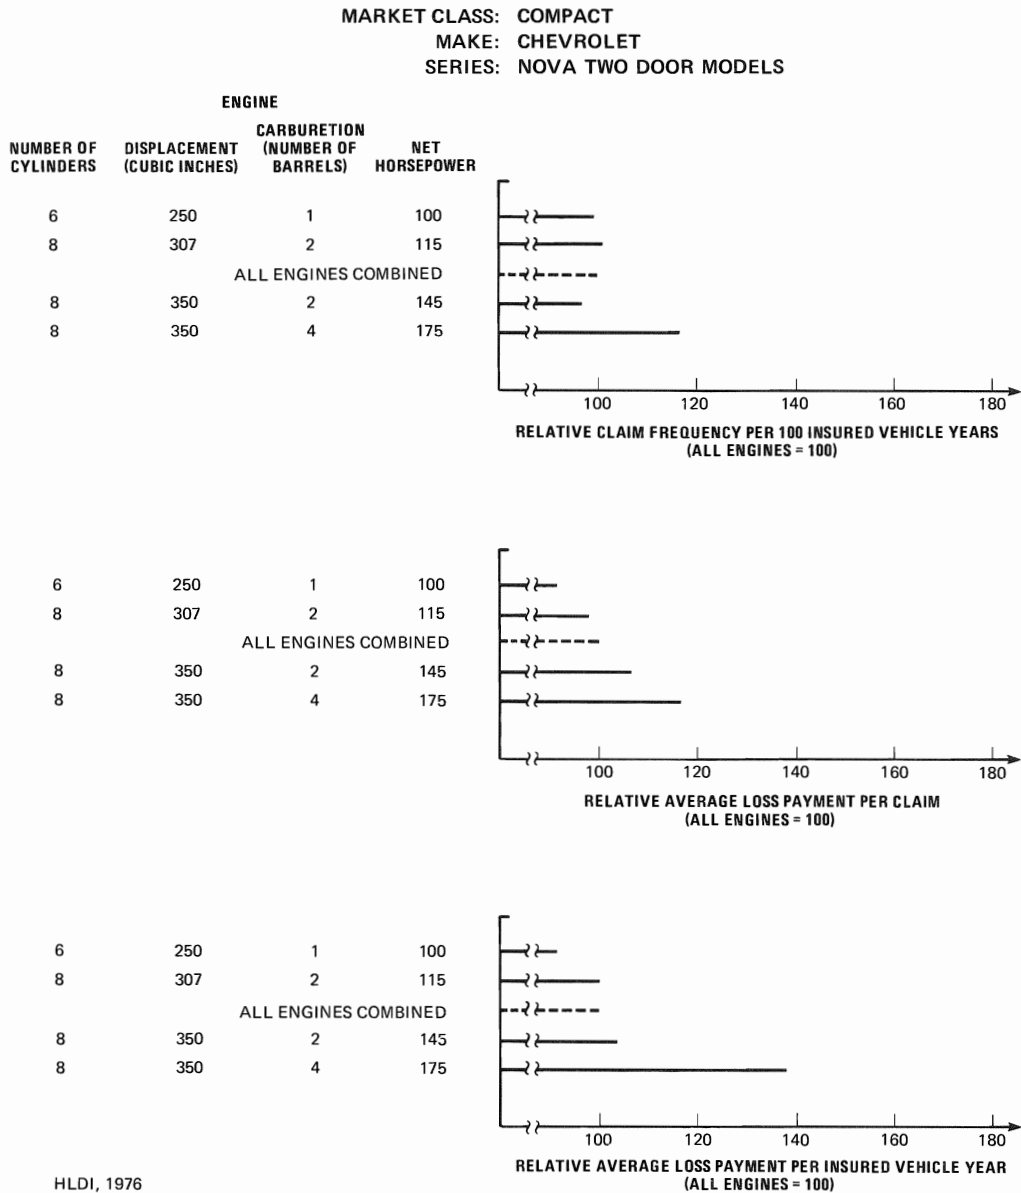 MARKET CLASS: COMPACT
MAKE: CHEVROLET
SERIES: NOVA TWO DOOR MODELS
ENGINE
NUMBER OF CYLINDERS DISPLACEMENT (CUBIC INCHES) CARBURETION (NUMBER OF BARRELS) NET HORSEPOWER
6 250 1 100
8 307 2 115
ALL ENGINES COMBINED
8 350 2 145
8 350 4 175
100 120 140 160 180
RELATIVE CLAIM FREQUENCY PER 100 INSURED VEHICLE YEARS
(ALL ENGINES = 100)
6 250 1 100
8 307 2 115
ALL ENGINES COMBINED
8 350 2 145
8 350 4 175
100 120 140 160 180
RELATIVE AVERAGE LOSS PAYMENT PER CLAIM
(ALL ENGINES = 100)
6 250 1 100
8 307 2 115
ALL ENGINES COMBINED
8 350 2 145
8 350 4 175
100 120 140 160 180
RELATIVE AVERAGE LOSS PAYMENT PER INSURED VEHICLE YEAR
(ALL ENGINES = 100)
HLDI, 1976